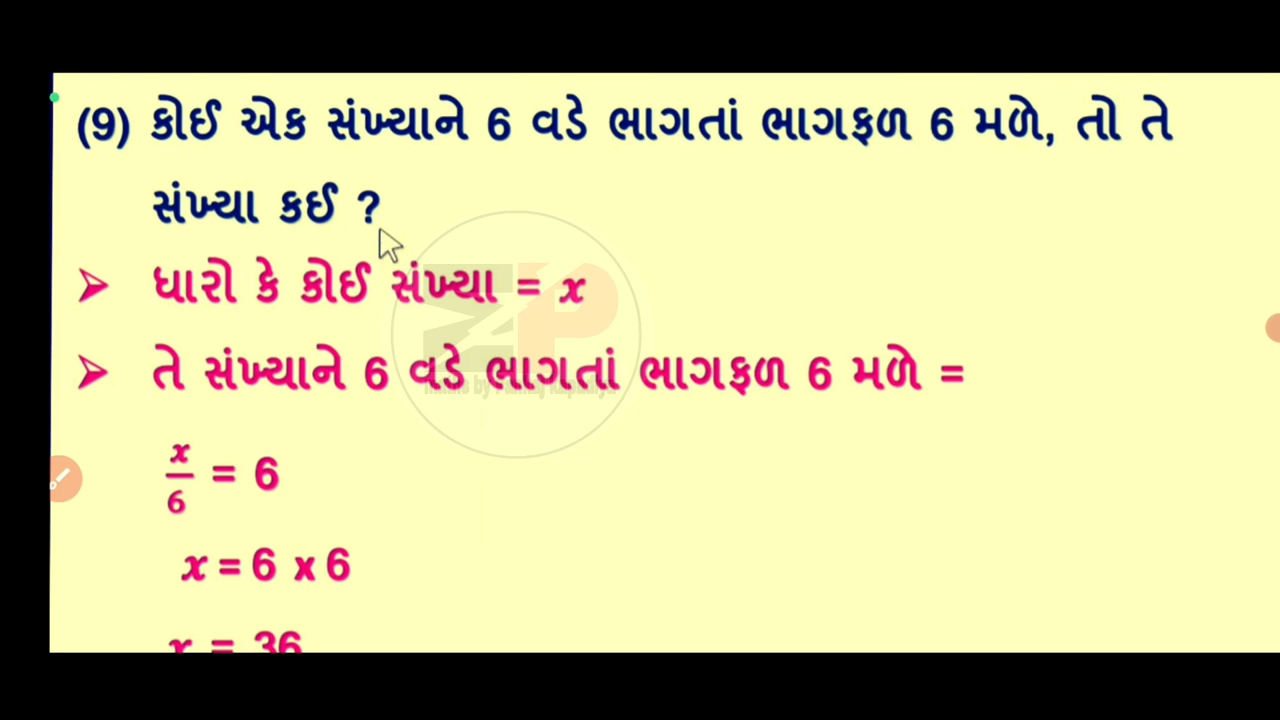 (9) કોઈ એક સંખ્યાને 6 વડે ભાગતાં ભાગફળ 6 મળે, તો તે
સંખ્યા કઈ ?
➢ ધારો કે કોઈ સંખ્યા = x
➢ તે સંખ્યાને 6 વડે ભાગતાં ભાગફળ 6 મળે =
x/6 = 6
x = 6 x 6
x = 36